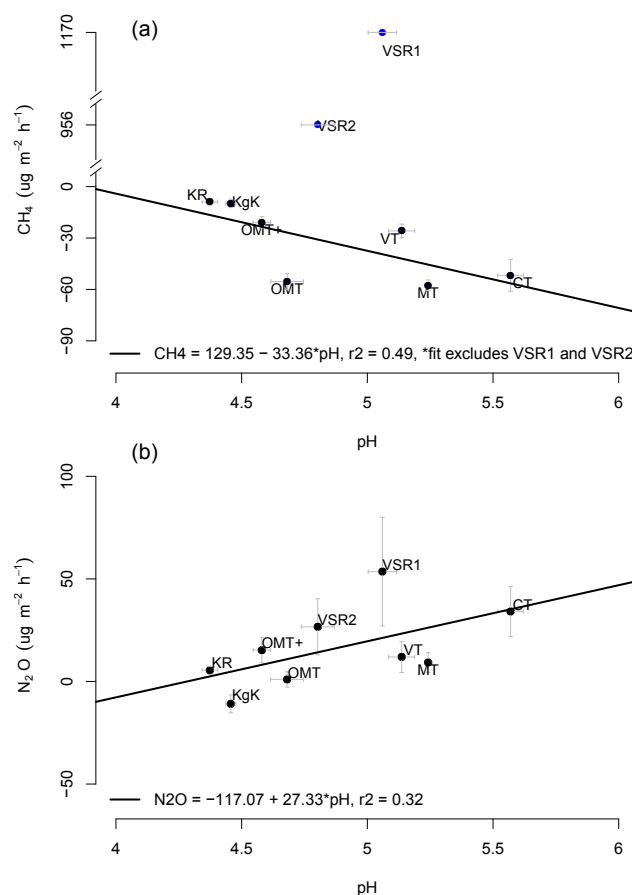 (a)
1170
956
0
−30
−60
−90
CH₄ (ug m⁻² h⁻¹)
VSR1
VSR2
KR
KgK
OMT+
VT
OMT
MT
CT
CH4 = 129.35 − 33.36*pH, r2 = 0.49, *fit excludes VSR1 and VSR2
4 4.5 5 5.5 6
pH
(b)
100
50
0
−50
N₂O (ug m⁻² h⁻¹)
VSR1
CT
VSR2
OMT+
VT
KR
OMT
MT
KgK
N2O = −117.07 + 27.33*pH, r2 = 0.32
4 4.5 5 5.5 6
pH